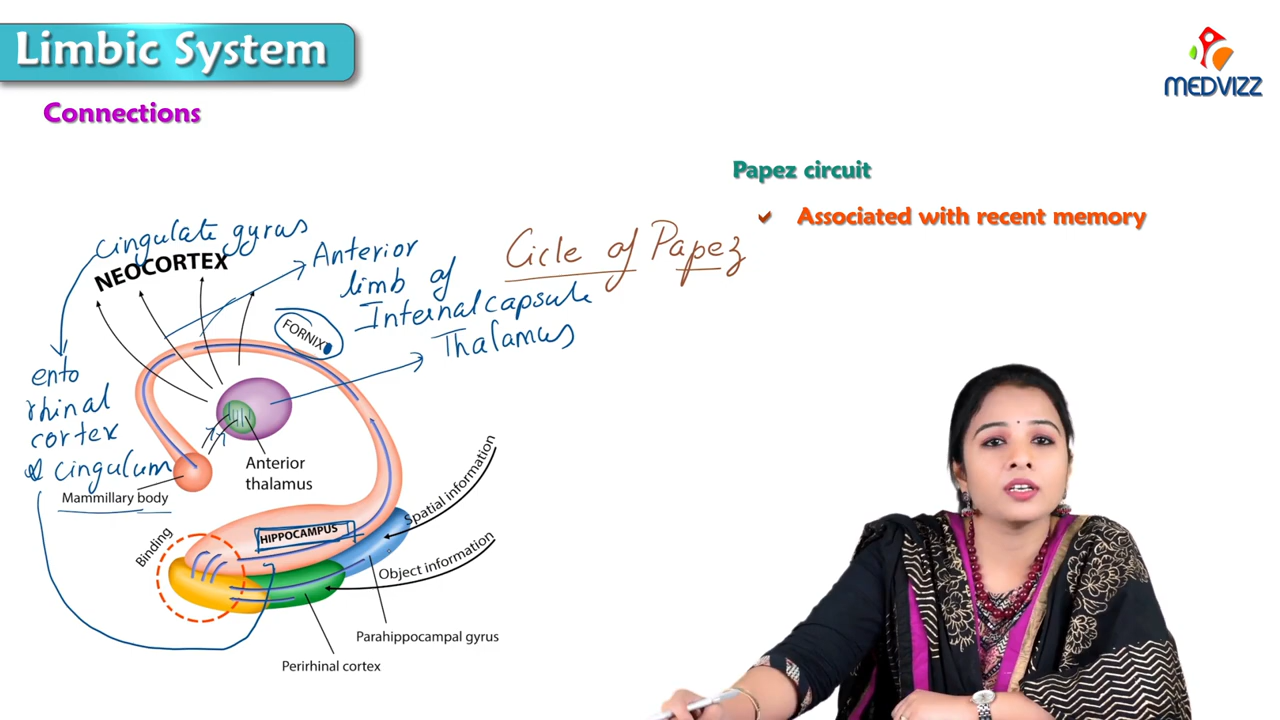 Limbic System
MEDVIZZ
Connections
Papez circuit
Associated with recent memory
cingulate gyrus
NEOCORTEX
Anterior
limb of
Internal capsule
Thalamus
Cicle of Papez
FORNIX
ento
rhinal
cortex
& cingulum
Mammillary body
Anterior
thalamus
HIPPOCAMPUS
Binding
Spatial information
Object information
Parahippocampal gyrus
Perirhinal cortex